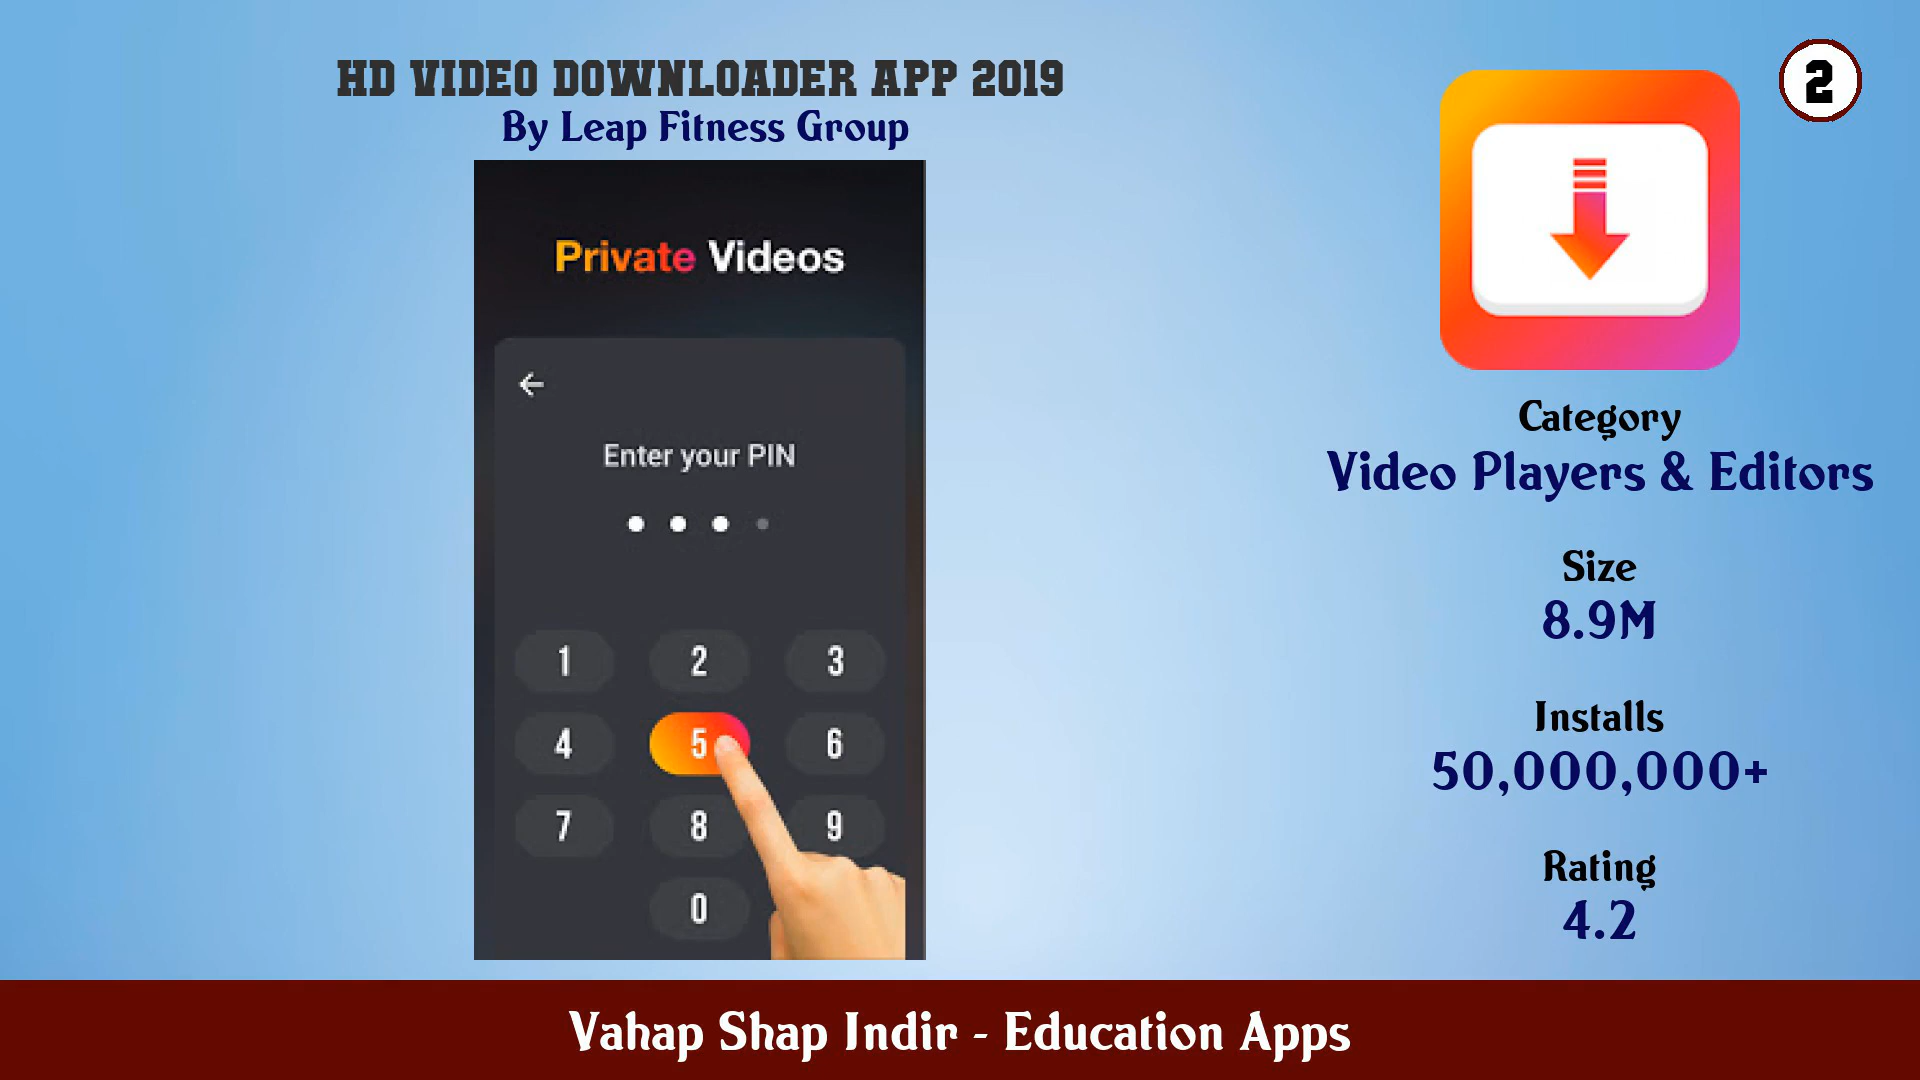 HD VIDEO DOWNLOADER APP 2019
By Leap Fitness Group
Private Videos
Enter your PIN
1 2 3
4 5 6
7 8 9
0
2
Category
Video Players & Editors
Size
8.9M
Installs
50,000,000+
Rating
4.2
Vahap Shap Indir - Education Apps